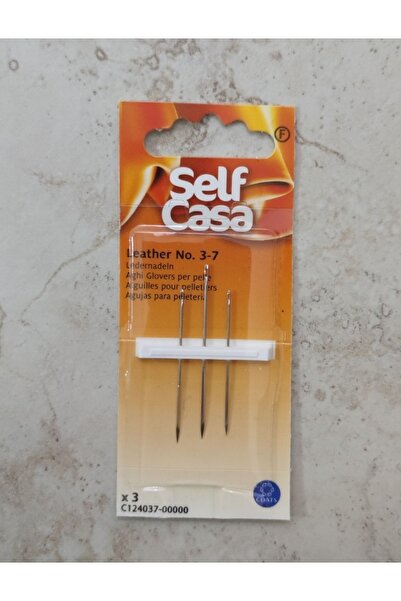 F
Self
Casa
Leather No. 3-7
Ledernadeln
Aghi Glovers per pelle
Aiguilles pour pelletiers
Agujas para peletería
x 3
C124037-00000
COATS